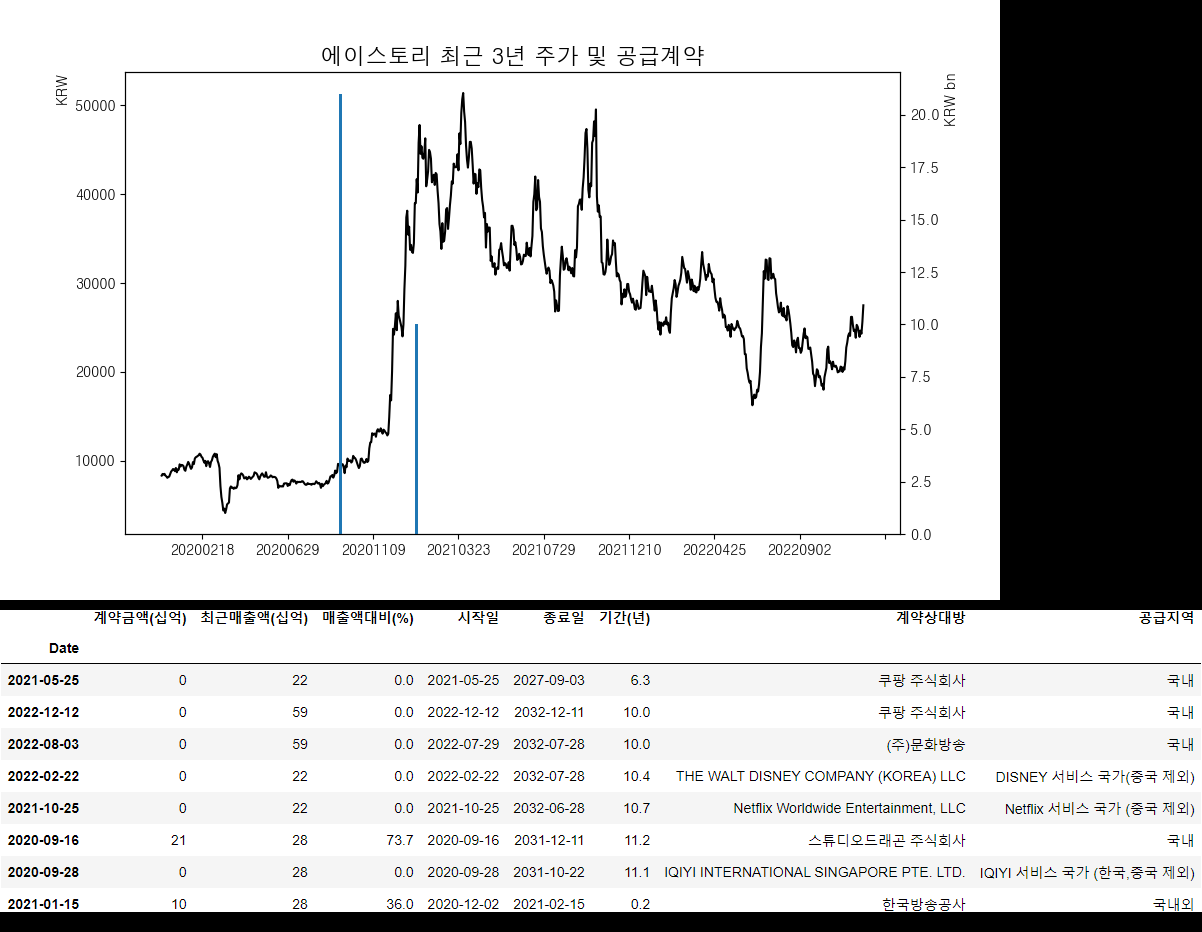 에이스토리 최근 3년 주가 및 공급계약
KRW
KRW bn
50000
40000
30000
20000
10000
20.0
17.5
15.0
12.5
10.0
7.5
5.0
2.5
0.0
20200218 20200629 20201109 20210323 20210729 20211210 20220425 20220902
계약금액(십억) 최근매출액(십억) 매출액대비(%) 시작일 종료일 기간(년) 계약상대방 공급지역
Date
2021-05-25 0 22 0.0 2021-05-25 2027-09-03 6.3 쿠팡 주식회사 국내
2022-12-12 0 59 0.0 2022-12-12 2032-12-11 10.0 쿠팡 주식회사 국내
2022-08-03 0 59 0.0 2022-07-29 2032-07-28 10.0 (주)문화방송 국내
2022-02-22 0 22 0.0 2022-02-22 2032-07-28 10.4 THE WALT DISNEY COMPANY (KOREA) LLC DISNEY 서비스 국가(중국 제외)
2021-10-25 0 22 0.0 2021-10-25 2032-06-28 10.7 Netflix Worldwide Entertainment, LLC Netflix 서비스 국가 (중국 제외)
2020-09-16 21 28 73.7 2020-09-16 2031-12-11 11.2 스튜디오드래곤 주식회사 국내
2020-09-28 0 28 0.0 2020-09-28 2031-10-22 11.1 IQIYI INTERNATIONAL SINGAPORE PTE. LTD. IQIYI 서비스 국가 (한국,중국 제외)
2021-01-15 10 28 36.0 2020-12-02 2021-02-15 0.2 한국방송공사 국내외